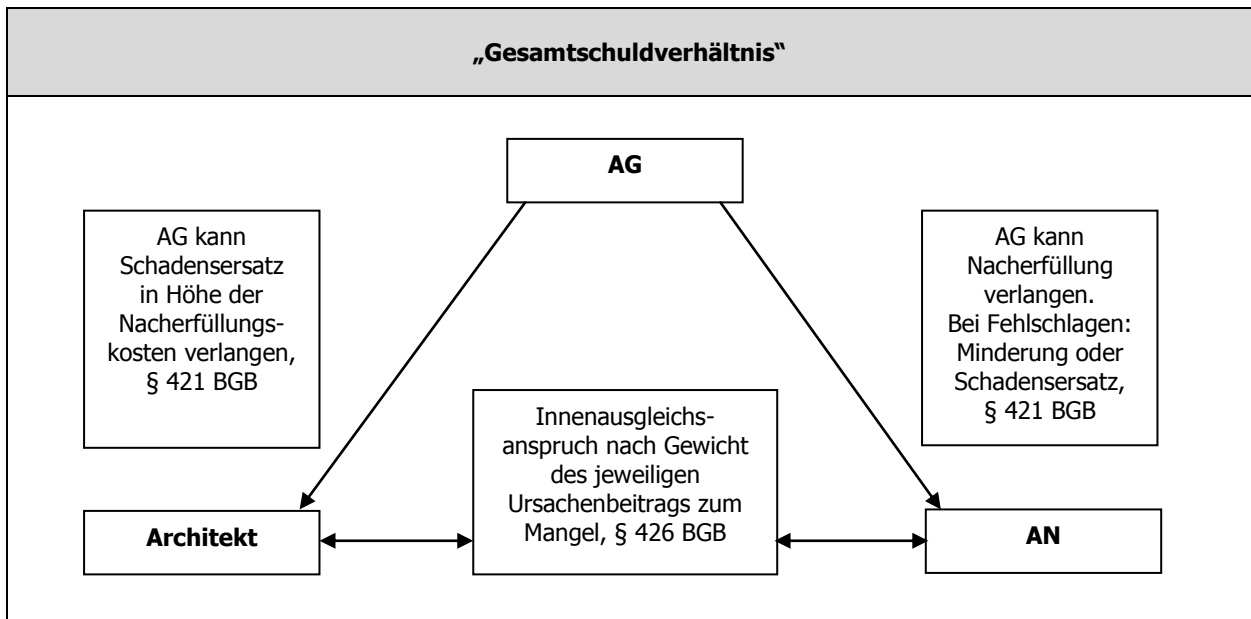 „Gesamtschuldverhältnis“
AG
AG kann
Schadensersatz
in Höhe der
Nacherfüllungs-
kosten verlangen,
§ 421 BGB
AG kann
Nacherfüllung
verlangen.
Bei Fehlschlagen:
Minderung oder
Schadensersatz,
§ 421 BGB
Innenausgleichs-
anspruch nach Gewicht
des jeweiligen
Ursachenbeitrags zum
Mangel, § 426 BGB
Architekt
AN